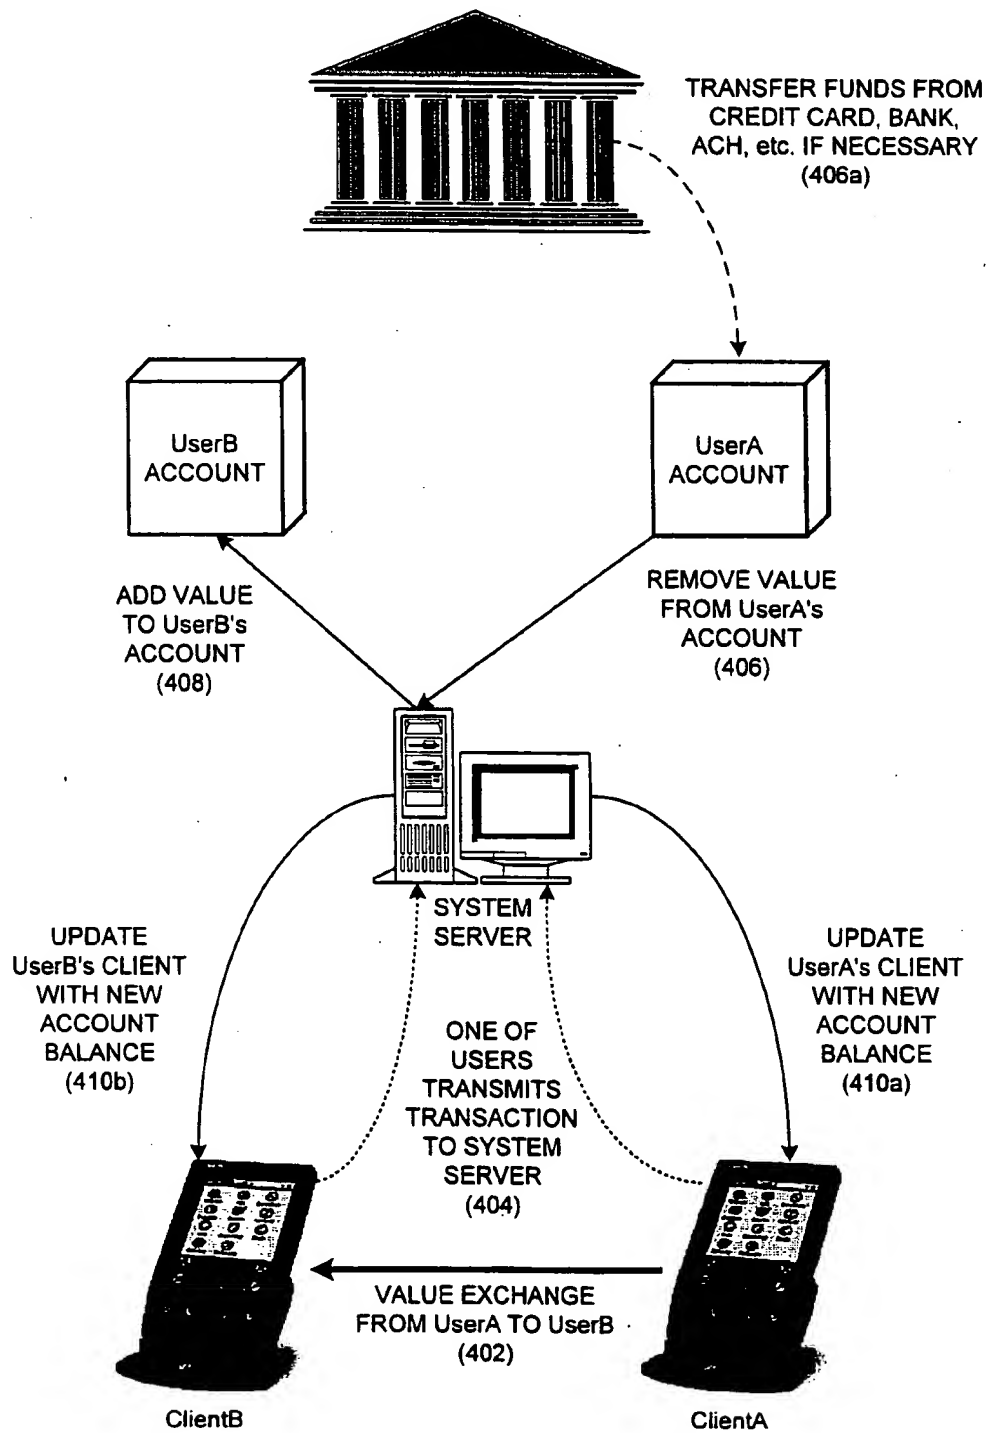 TRANSFER FUNDS FROM
CREDIT CARD, BANK,
ACH, etc. IF NECESSARY
(406a)
UserB
ACCOUNT
UserA
ACCOUNT
ADD VALUE
TO UserB's
ACCOUNT
(408)
REMOVE VALUE
FROM UserA's
ACCOUNT
(406)
SYSTEM
SERVER
UPDATE
UserB's CLIENT
WITH NEW
ACCOUNT
BALANCE
(410b)
ONE OF
USERS
TRANSMITS
TRANSACTION
TO SYSTEM
SERVER
(404)
UPDATE
UserA's CLIENT
WITH NEW
ACCOUNT
BALANCE
(410a)
VALUE EXCHANGE
FROM UserA TO UserB
(402)
ClientB
ClientA